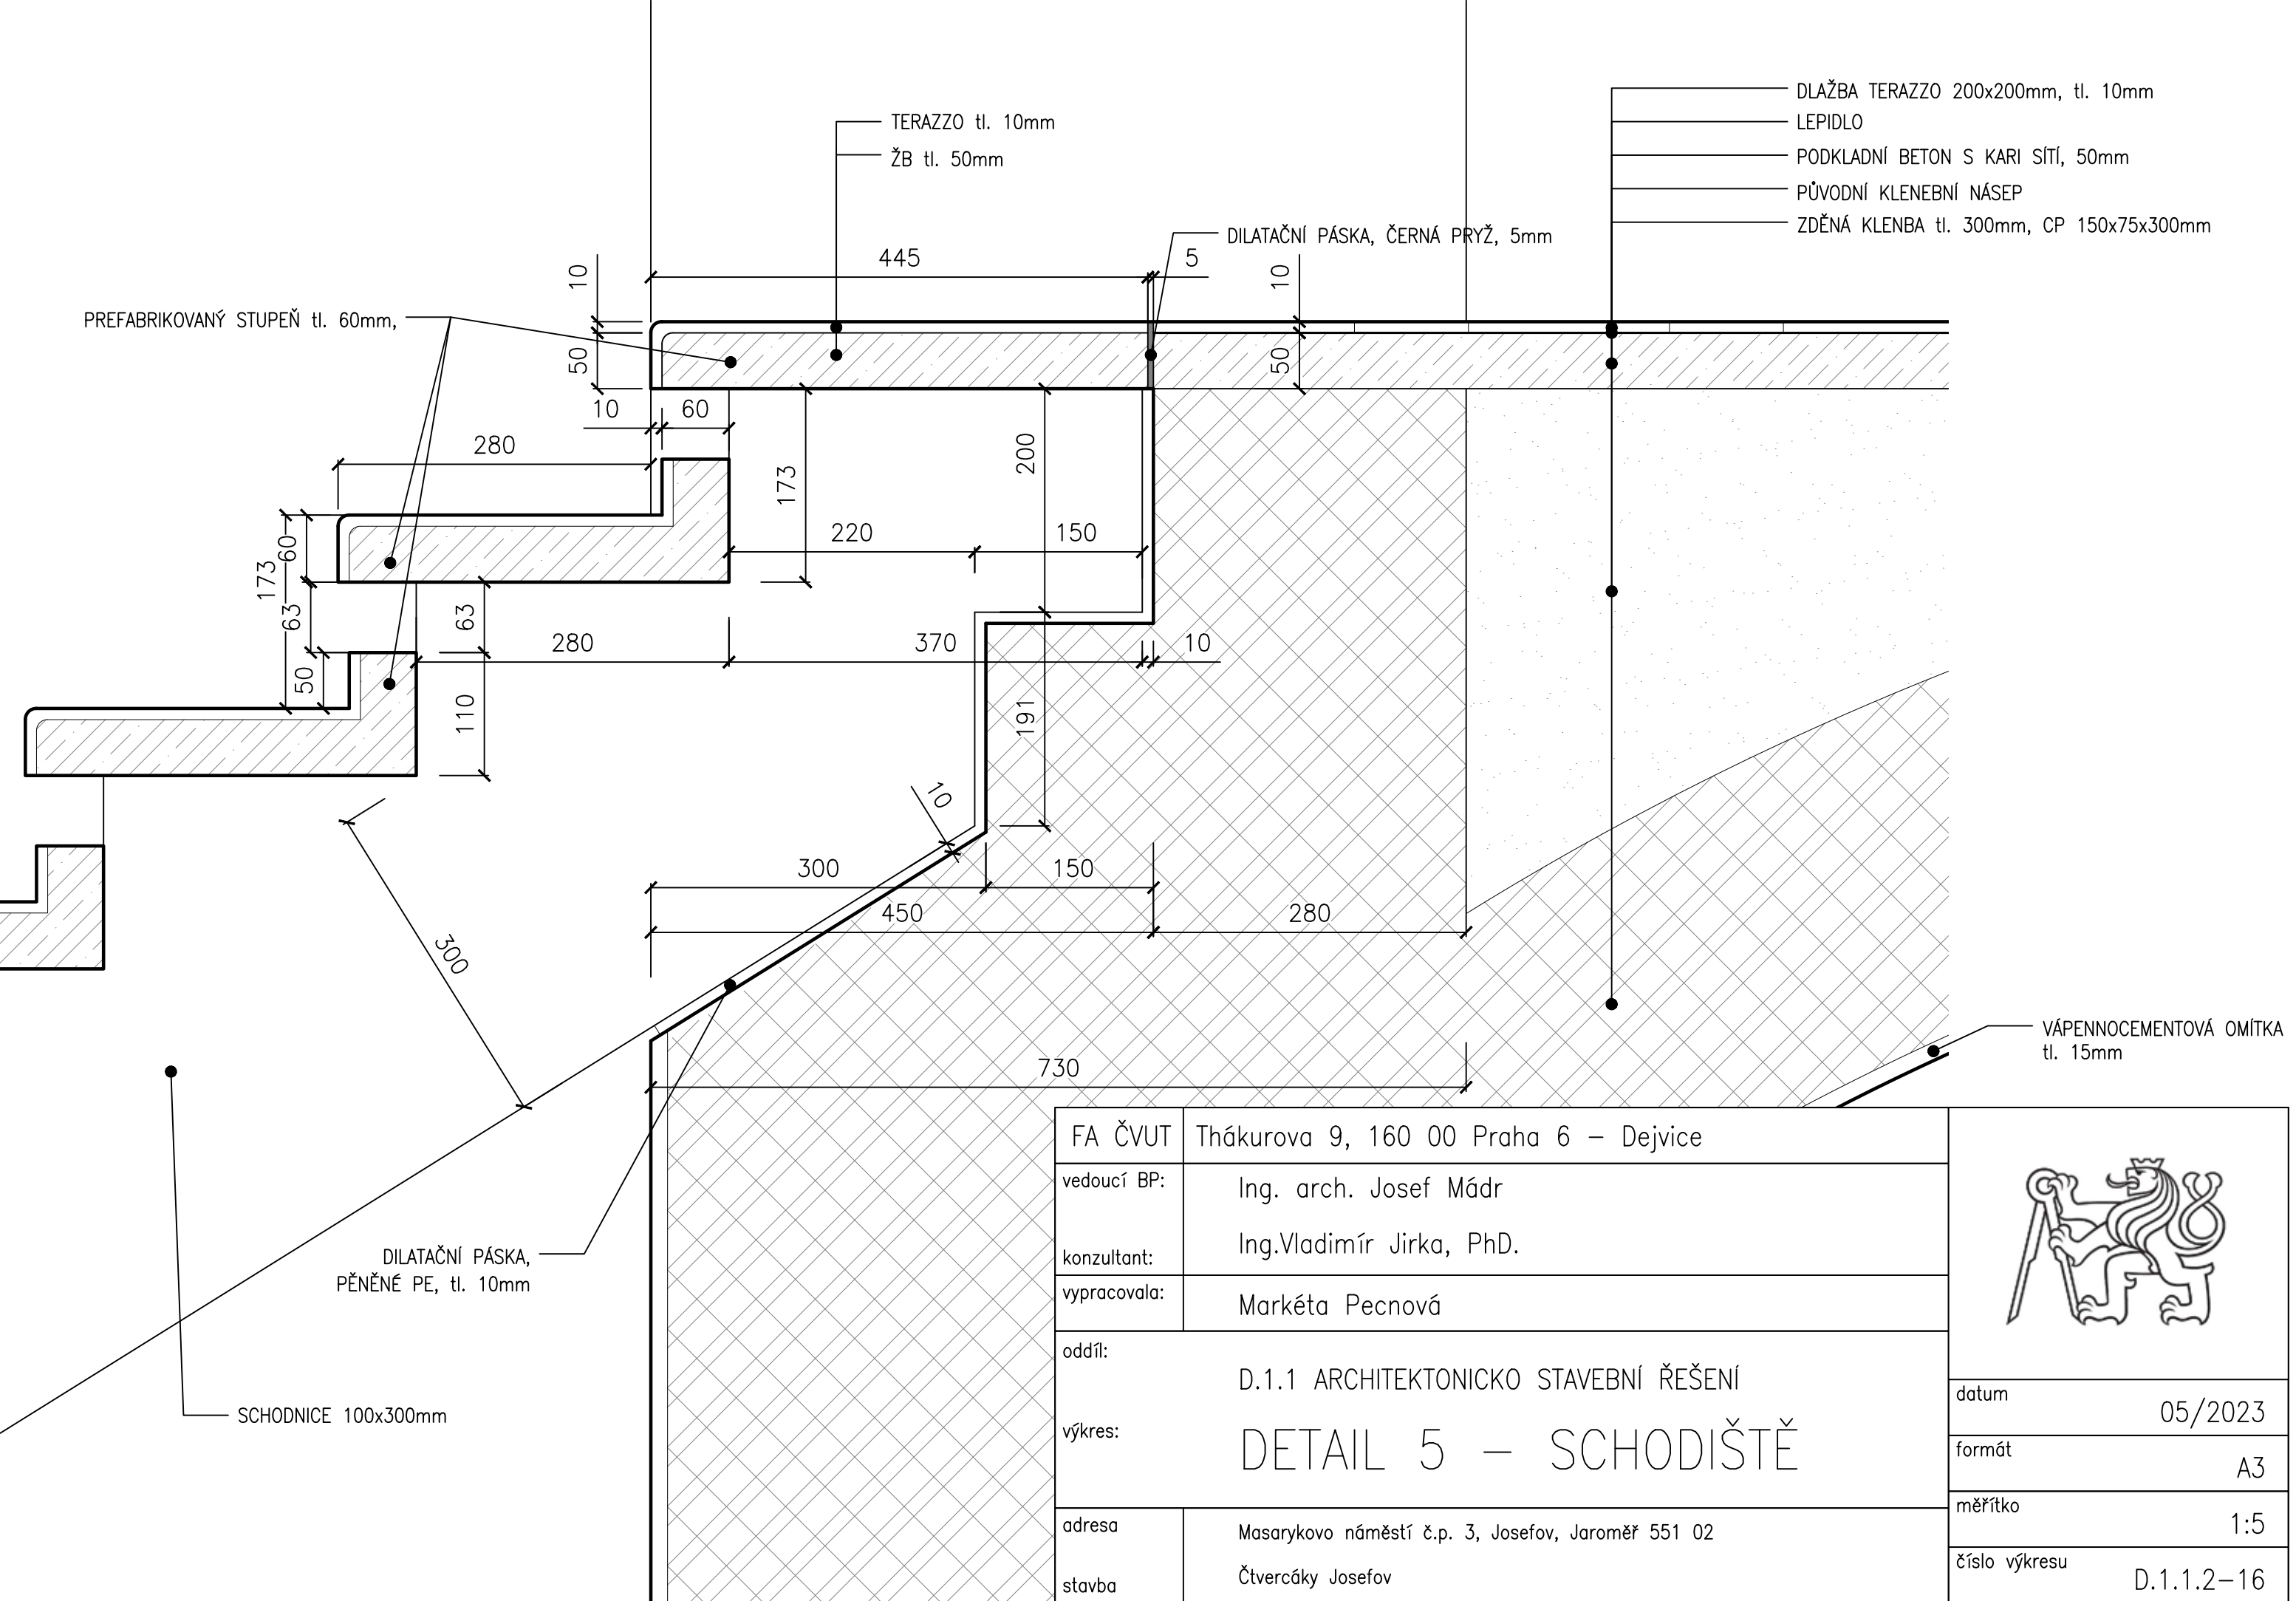 DLAŽBA TERAZZO 200x200mm, tl. 10mm
LEPIDLO
PODKLADNÍ BETON S KARI SÍTÍ, 50mm
PŮVODNÍ KLENEBNÍ NÁSEP
ZDĚNÁ KLENBA tl. 300mm, CP 150x75x300mm
TERAZZO tl. 10mm
ŽB tl. 50mm
DILATAČNÍ PÁSKA, ČERNÁ PRYŽ, 5mm
445
5
10
10
PREFABRIKOVANÝ STUPEŇ tl. 60mm,
50
50
10
60
280
200
173
173
60
220
150
63
63
280
370
10
50
110
191
10
300
150
450
280
300
730
VÁPENNOCEMENTOVÁ OMÍTKA
tl. 15mm
DILATAČNÍ PÁSKA,
PĚNĚNÉ PE, tl. 10mm
SCHODNICE 100x300mm
FA ČVUT
Thákurova 9, 160 00 Praha 6 – Dejvice
vedoucí BP:
Ing. arch. Josef Mádr
konzultant:
Ing.Vladimír Jirka, PhD.
vypracovala:
Markéta Pecnová
oddíl:
D.1.1 ARCHITEKTONICKO STAVEBNÍ ŘEŠENÍ
výkres:
DETAIL 5 – SCHODIŠTĚ
adresa
Masarykovo náměstí č.p. 3, Josefov, Jaroměř 551 02
stavba
Čtvercáky Josefov
datum
05/2023
formát
A3
měřítko
1:5
číslo výkresu
D.1.1.2–16